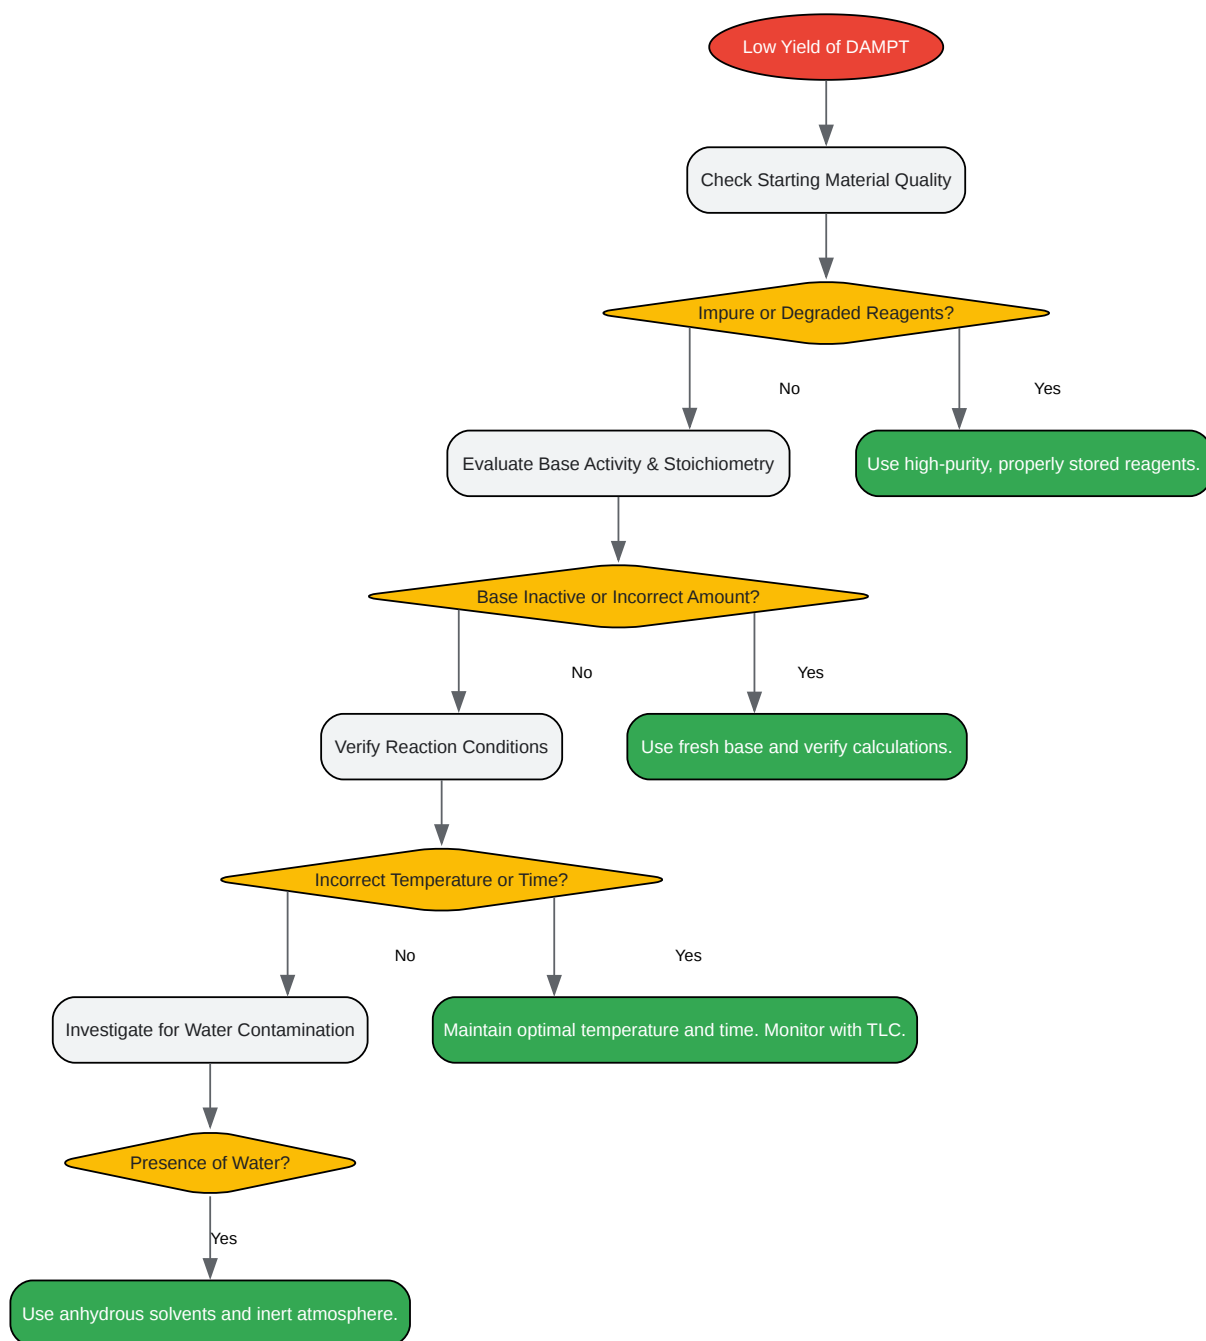 Low Yield of DAMPT
Check Starting Material Quality
Impure or Degraded Reagents?
No
Yes
Evaluate Base Activity & Stoichiometry
Use high-purity, properly stored reagents.
Base Inactive or Incorrect Amount?
No
Yes
Verify Reaction Conditions
Use fresh base and verify calculations.
Incorrect Temperature or Time?
No
Yes
Investigate for Water Contamination
Maintain optimal temperature and time. Monitor with TLC.
Presence of Water?
Yes
Use anhydrous solvents and inert atmosphere.